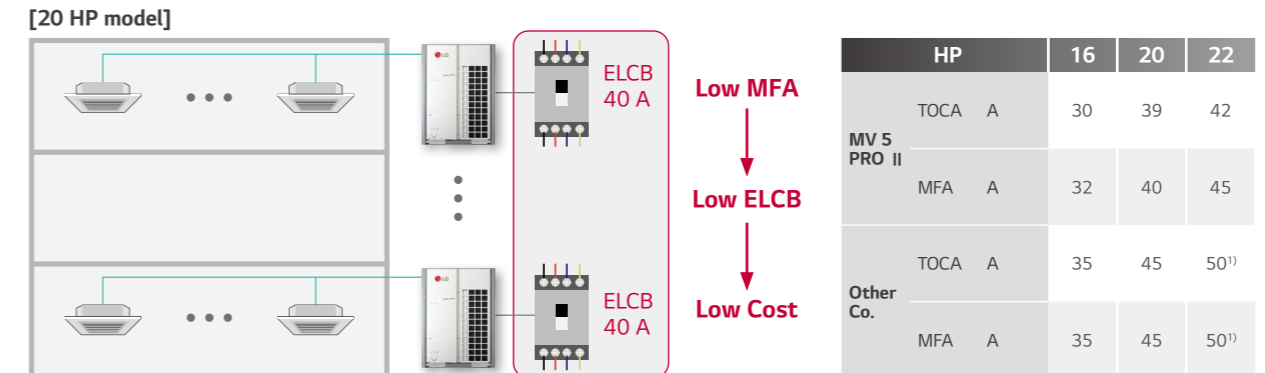 [20 HP model]
LG
ELCB
40 A
LG
ELCB
40 A
Low MFA
Low ELCB
Low Cost
HP 16 20 22
MV 5
PRO II
TOCA A 30 39 42
MFA A 32 40 45
Other
Co.
TOCA A 35 45 50¹⁾
MFA A 35 45 50¹⁾